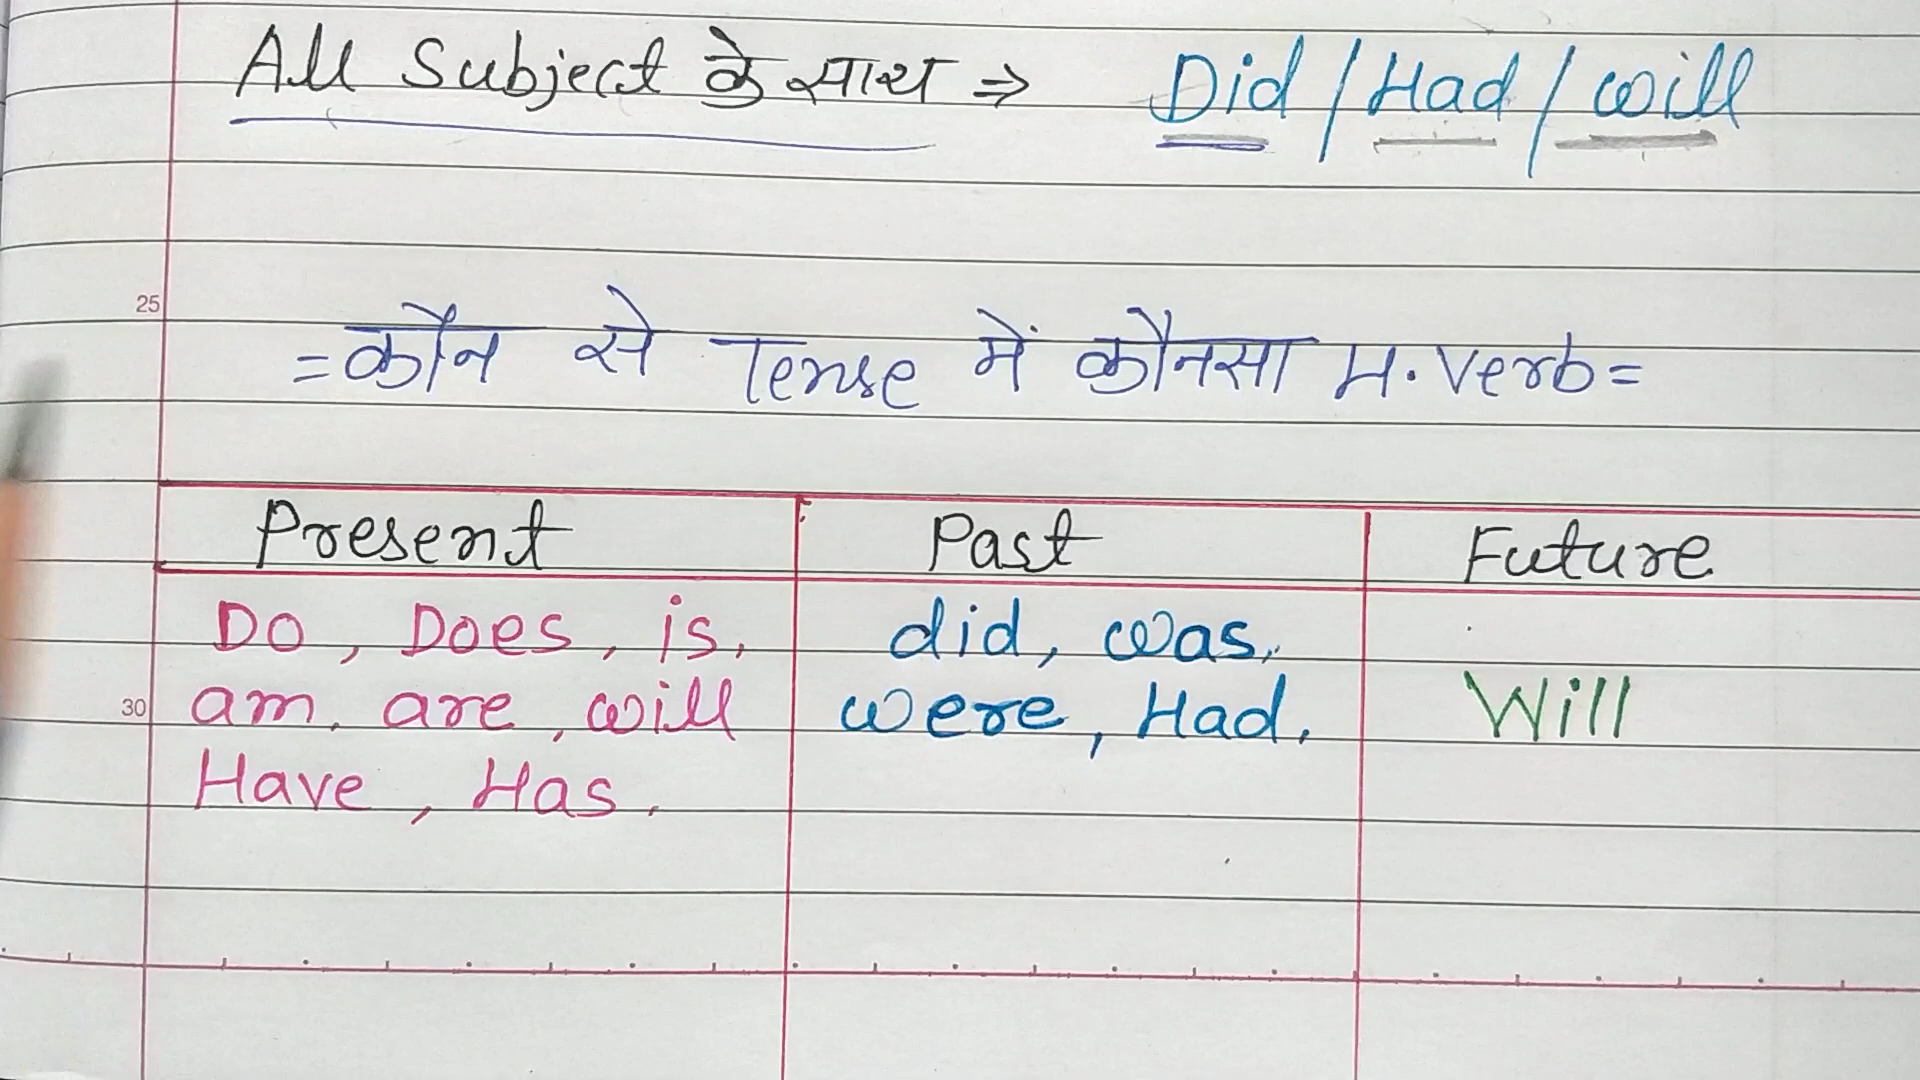 All Subject के साथ ⇒ Did / Had / will
25
= कौन से Tense में कौनसा H. Verb =
Present Past Future
Do, Does, is, did, was,
30 am, are, will were, Had, Will
Have, Has,